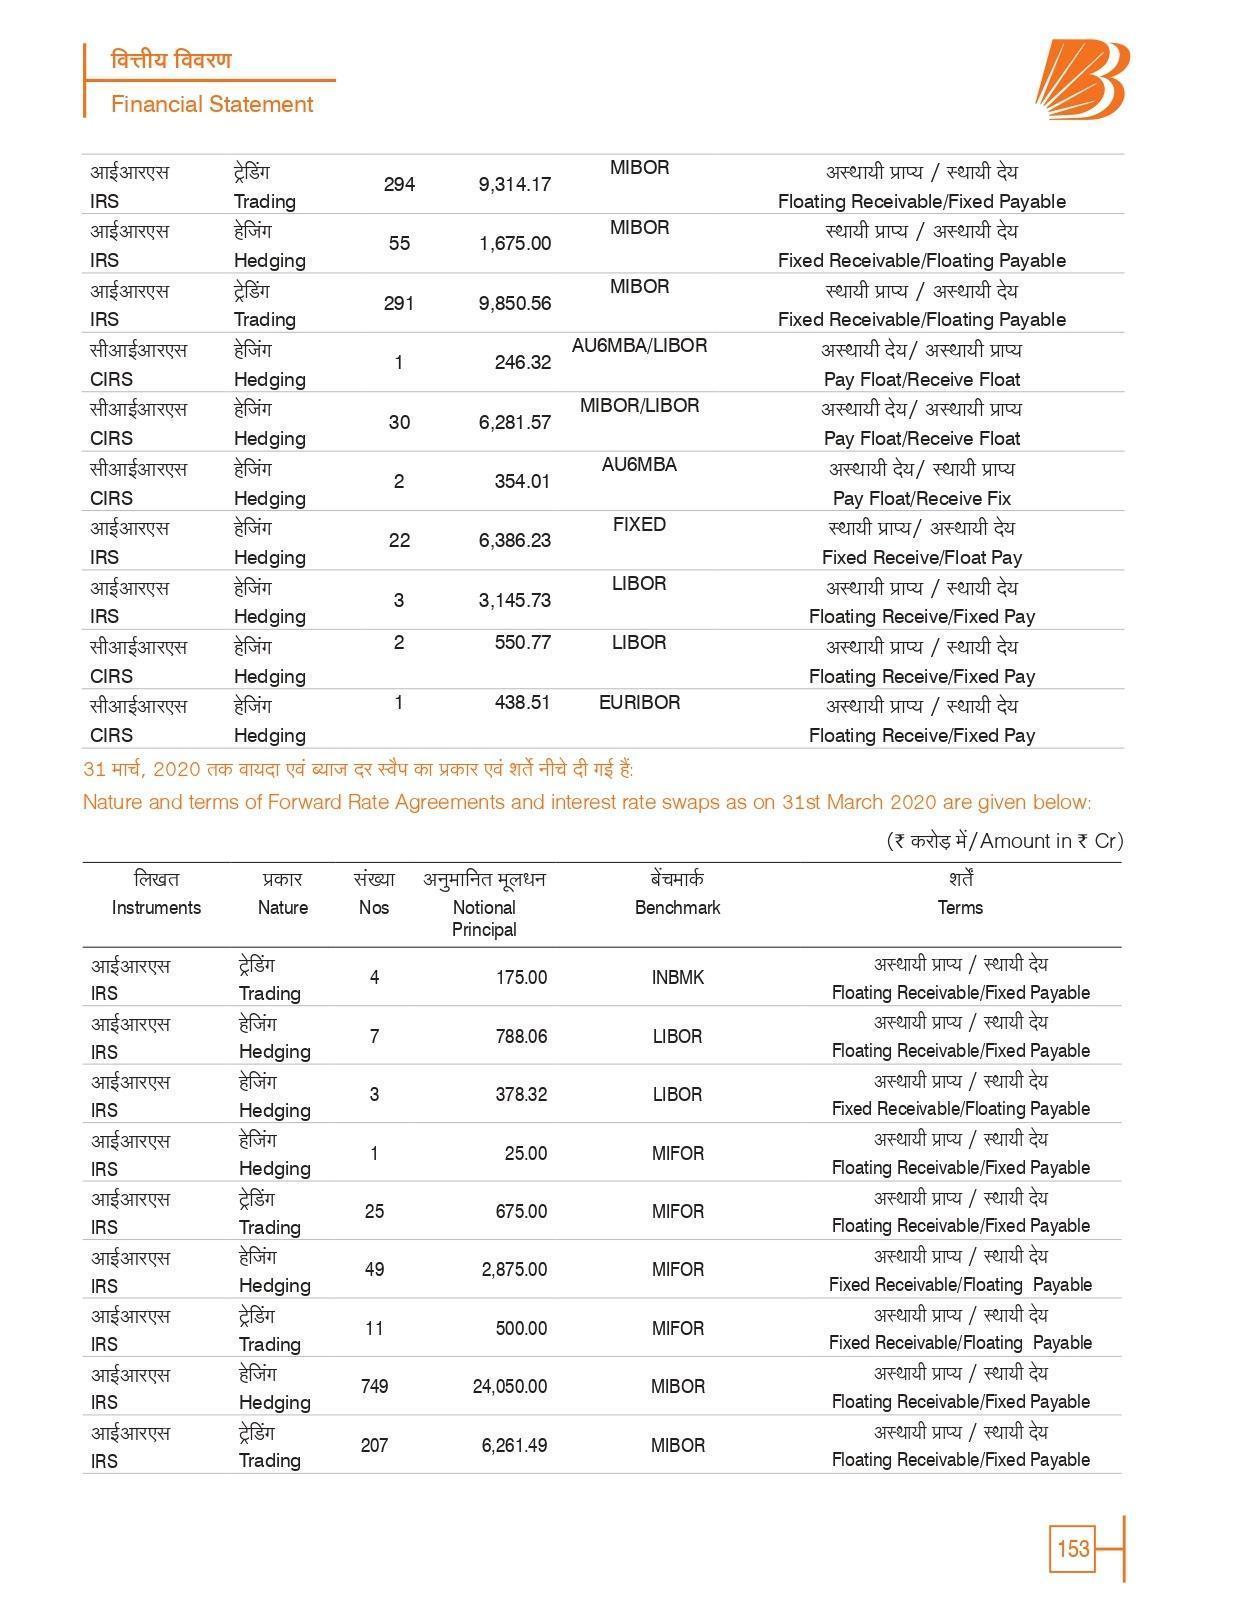 वित्तीय विवरण
Financial Statement
आईआरएस ट्रेडिंग 294 9,314.17 MIBOR अस्थायी प्राप्य / स्थायी देय
IRS Trading Floating Receivable/Fixed Payable
आईआरएस हेजिंग 55 1,675.00 MIBOR स्थायी प्राप्य / अस्थायी देय
IRS Hedging Fixed Receivable/Floating Payable
आईआरएस ट्रेडिंग 291 9,850.56 MIBOR स्थायी प्राप्य / अस्थायी देय
IRS Trading Fixed Receivable/Floating Payable
सीआईआरएस हेजिंग 1 246.32 AU6MBA/LIBOR अस्थायी देय/ अस्थायी प्राप्य
CIRS Hedging Pay Float/Receive Float
सीआईआरएस हेजिंग 30 6,281.57 MIBOR/LIBOR अस्थायी देय/ अस्थायी प्राप्य
CIRS Hedging Pay Float/Receive Float
सीआईआरएस हेजिंग 2 354.01 AU6MBA अस्थायी देय/ स्थायी प्राप्य
CIRS Hedging Pay Float/Receive Fix
आईआरएस हेजिंग 22 6,386.23 FIXED स्थायी प्राप्य/ अस्थायी देय
IRS Hedging Fixed Receive/Float Pay
आईआरएस हेजिंग 3 3,145.73 LIBOR अस्थायी प्राप्य / स्थायी देय
IRS Hedging Floating Receive/Fixed Pay
सीआईआरएस हेजिंग 2 550.77 LIBOR अस्थायी प्राप्य / स्थायी देय
CIRS Hedging Floating Receive/Fixed Pay
सीआईआरएस हेजिंग 1 438.51 EURIBOR अस्थायी प्राप्य / स्थायी देय
CIRS Hedging Floating Receive/Fixed Pay
31 मार्च, 2020 तक वायदा एवं ब्याज दर स्वैप का प्रकार एवं शर्तें नीचे दी गई हैं:
Nature and terms of Forward Rate Agreements and interest rate swaps as on 31st March 2020 are given below:
(₹ करोड़ में/Amount in ₹ Cr)
लिखत प्रकार संख्या अनुमानित मूलधन बेंचमार्क शर्तें
Instruments Nature Nos Notional Benchmark Terms
Principal
आईआरएस ट्रेडिंग 4 175.00 INBMK अस्थायी प्राप्य / स्थायी देय
IRS Trading Floating Receivable/Fixed Payable
आईआरएस हेजिंग 7 788.06 LIBOR अस्थायी प्राप्य / स्थायी देय
IRS Hedging Floating Receivable/Fixed Payable
आईआरएस हेजिंग 3 378.32 LIBOR अस्थायी प्राप्य / स्थायी देय
IRS Hedging Fixed Receivable/Floating Payable
आईआरएस हेजिंग 1 25.00 MIFOR अस्थायी प्राप्य / स्थायी देय
IRS Hedging Floating Receivable/Fixed Payable
आईआरएस ट्रेडिंग 25 675.00 MIFOR अस्थायी प्राप्य / स्थायी देय
IRS Trading Floating Receivable/Fixed Payable
आईआरएस हेजिंग 49 2,875.00 MIFOR अस्थायी प्राप्य / स्थायी देय
IRS Hedging Fixed Receivable/Floating Payable
आईआरएस ट्रेडिंग 11 500.00 MIFOR अस्थायी प्राप्य / स्थायी देय
IRS Trading Fixed Receivable/Floating Payable
आईआरएस हेजिंग 749 24,050.00 MIBOR अस्थायी प्राप्य / स्थायी देय
IRS Hedging Floating Receivable/Fixed Payable
आईआरएस ट्रेडिंग 207 6,261.49 MIBOR अस्थायी प्राप्य / स्थायी देय
IRS Trading Floating Receivable/Fixed Payable
153